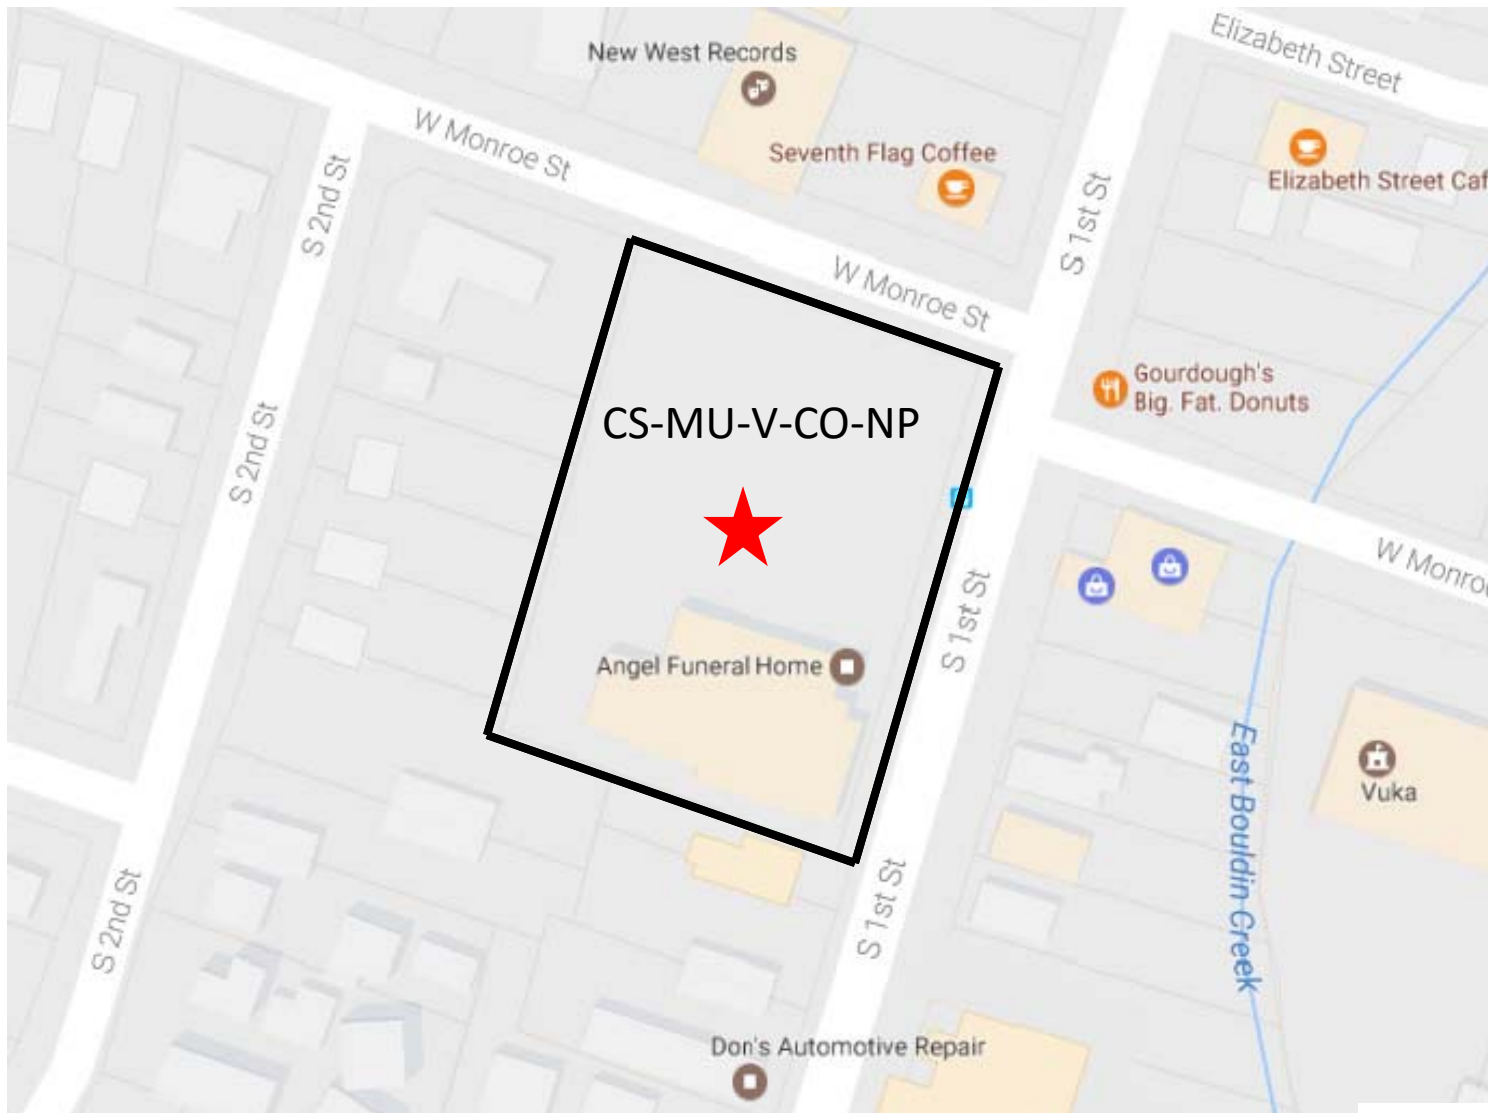 Elizabeth Street
New West Records
W Monroe St
Seventh Flag Coffee
Elizabeth Street Caf
S 2nd St
S 1st St
W Monroe St
Gourdough's
Big. Fat. Donuts
CS-MU-V-CO-NP
S 2nd St
W Monroe
S 1st St
Angel Funeral Home
East Bouldin Creek
Vuka
S 2nd St
S 1st St
Don's Automotive Repair